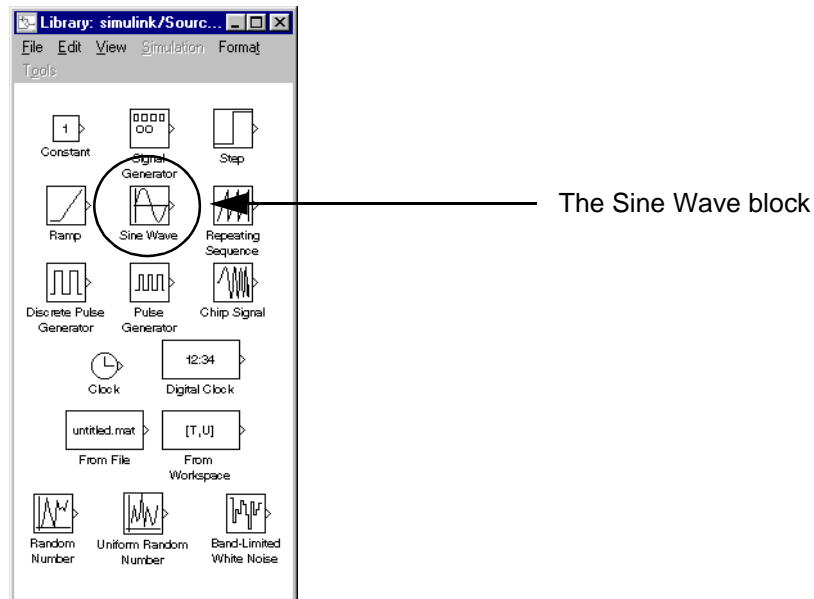 Library: simulink/Sourc...
File Edit View Simulation Format
Tools
1
Constant
Signal
Generator
Step
Ramp
Sine Wave
Repeating
Sequence
The Sine Wave block
Discrete Pulse
Generator
Pulse
Generator
Chirp Signal
Clock
12:34
Digital Clock
untitled.mat
From File
[T,U]
From
Workspace
Random
Number
Uniform Random
Number
Band-Limited
White Noise